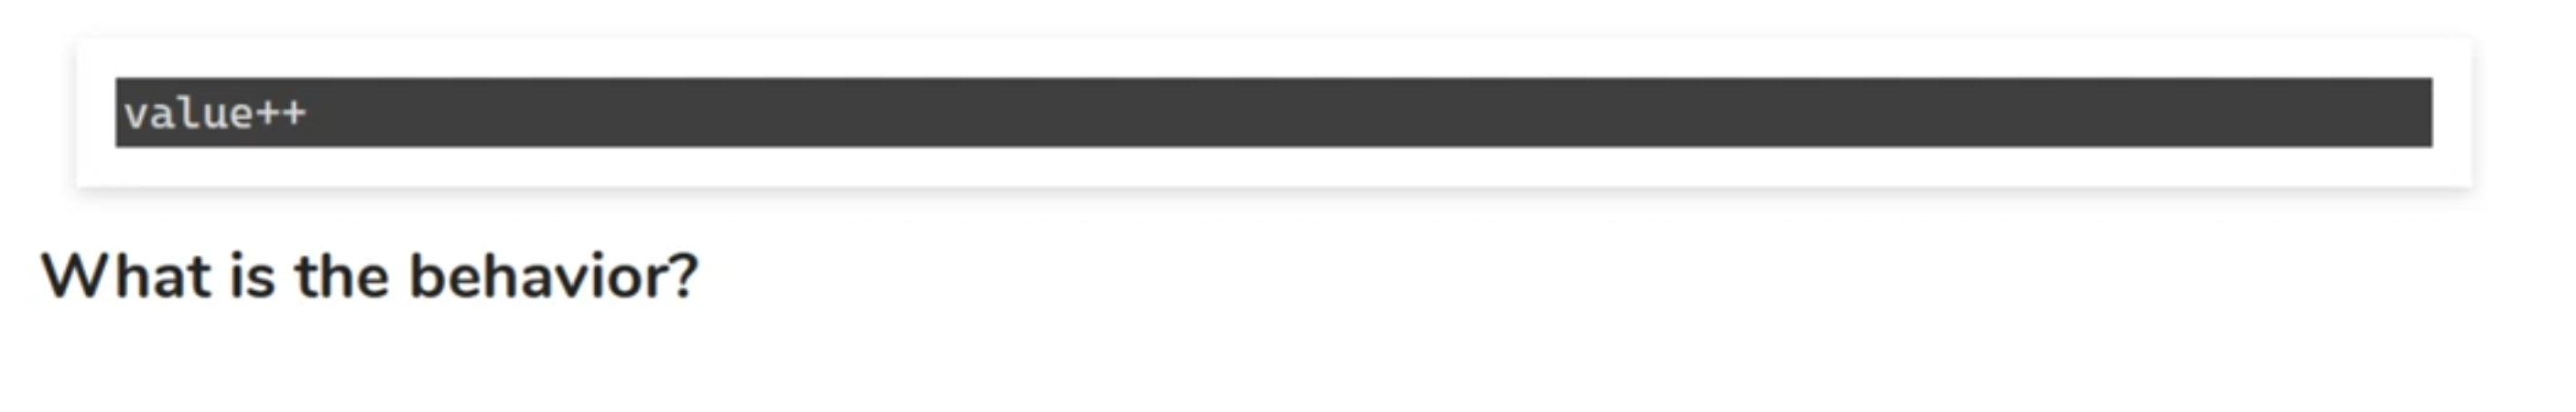 value++
What is the behavior?